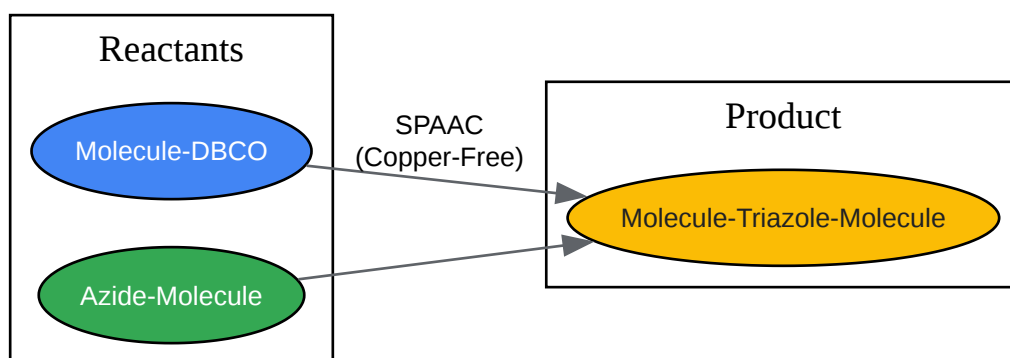 Reactants
Molecule-DBCO
Azide-Molecule
SPAAC
(Copper-Free)
Product
Molecule-Triazole-Molecule